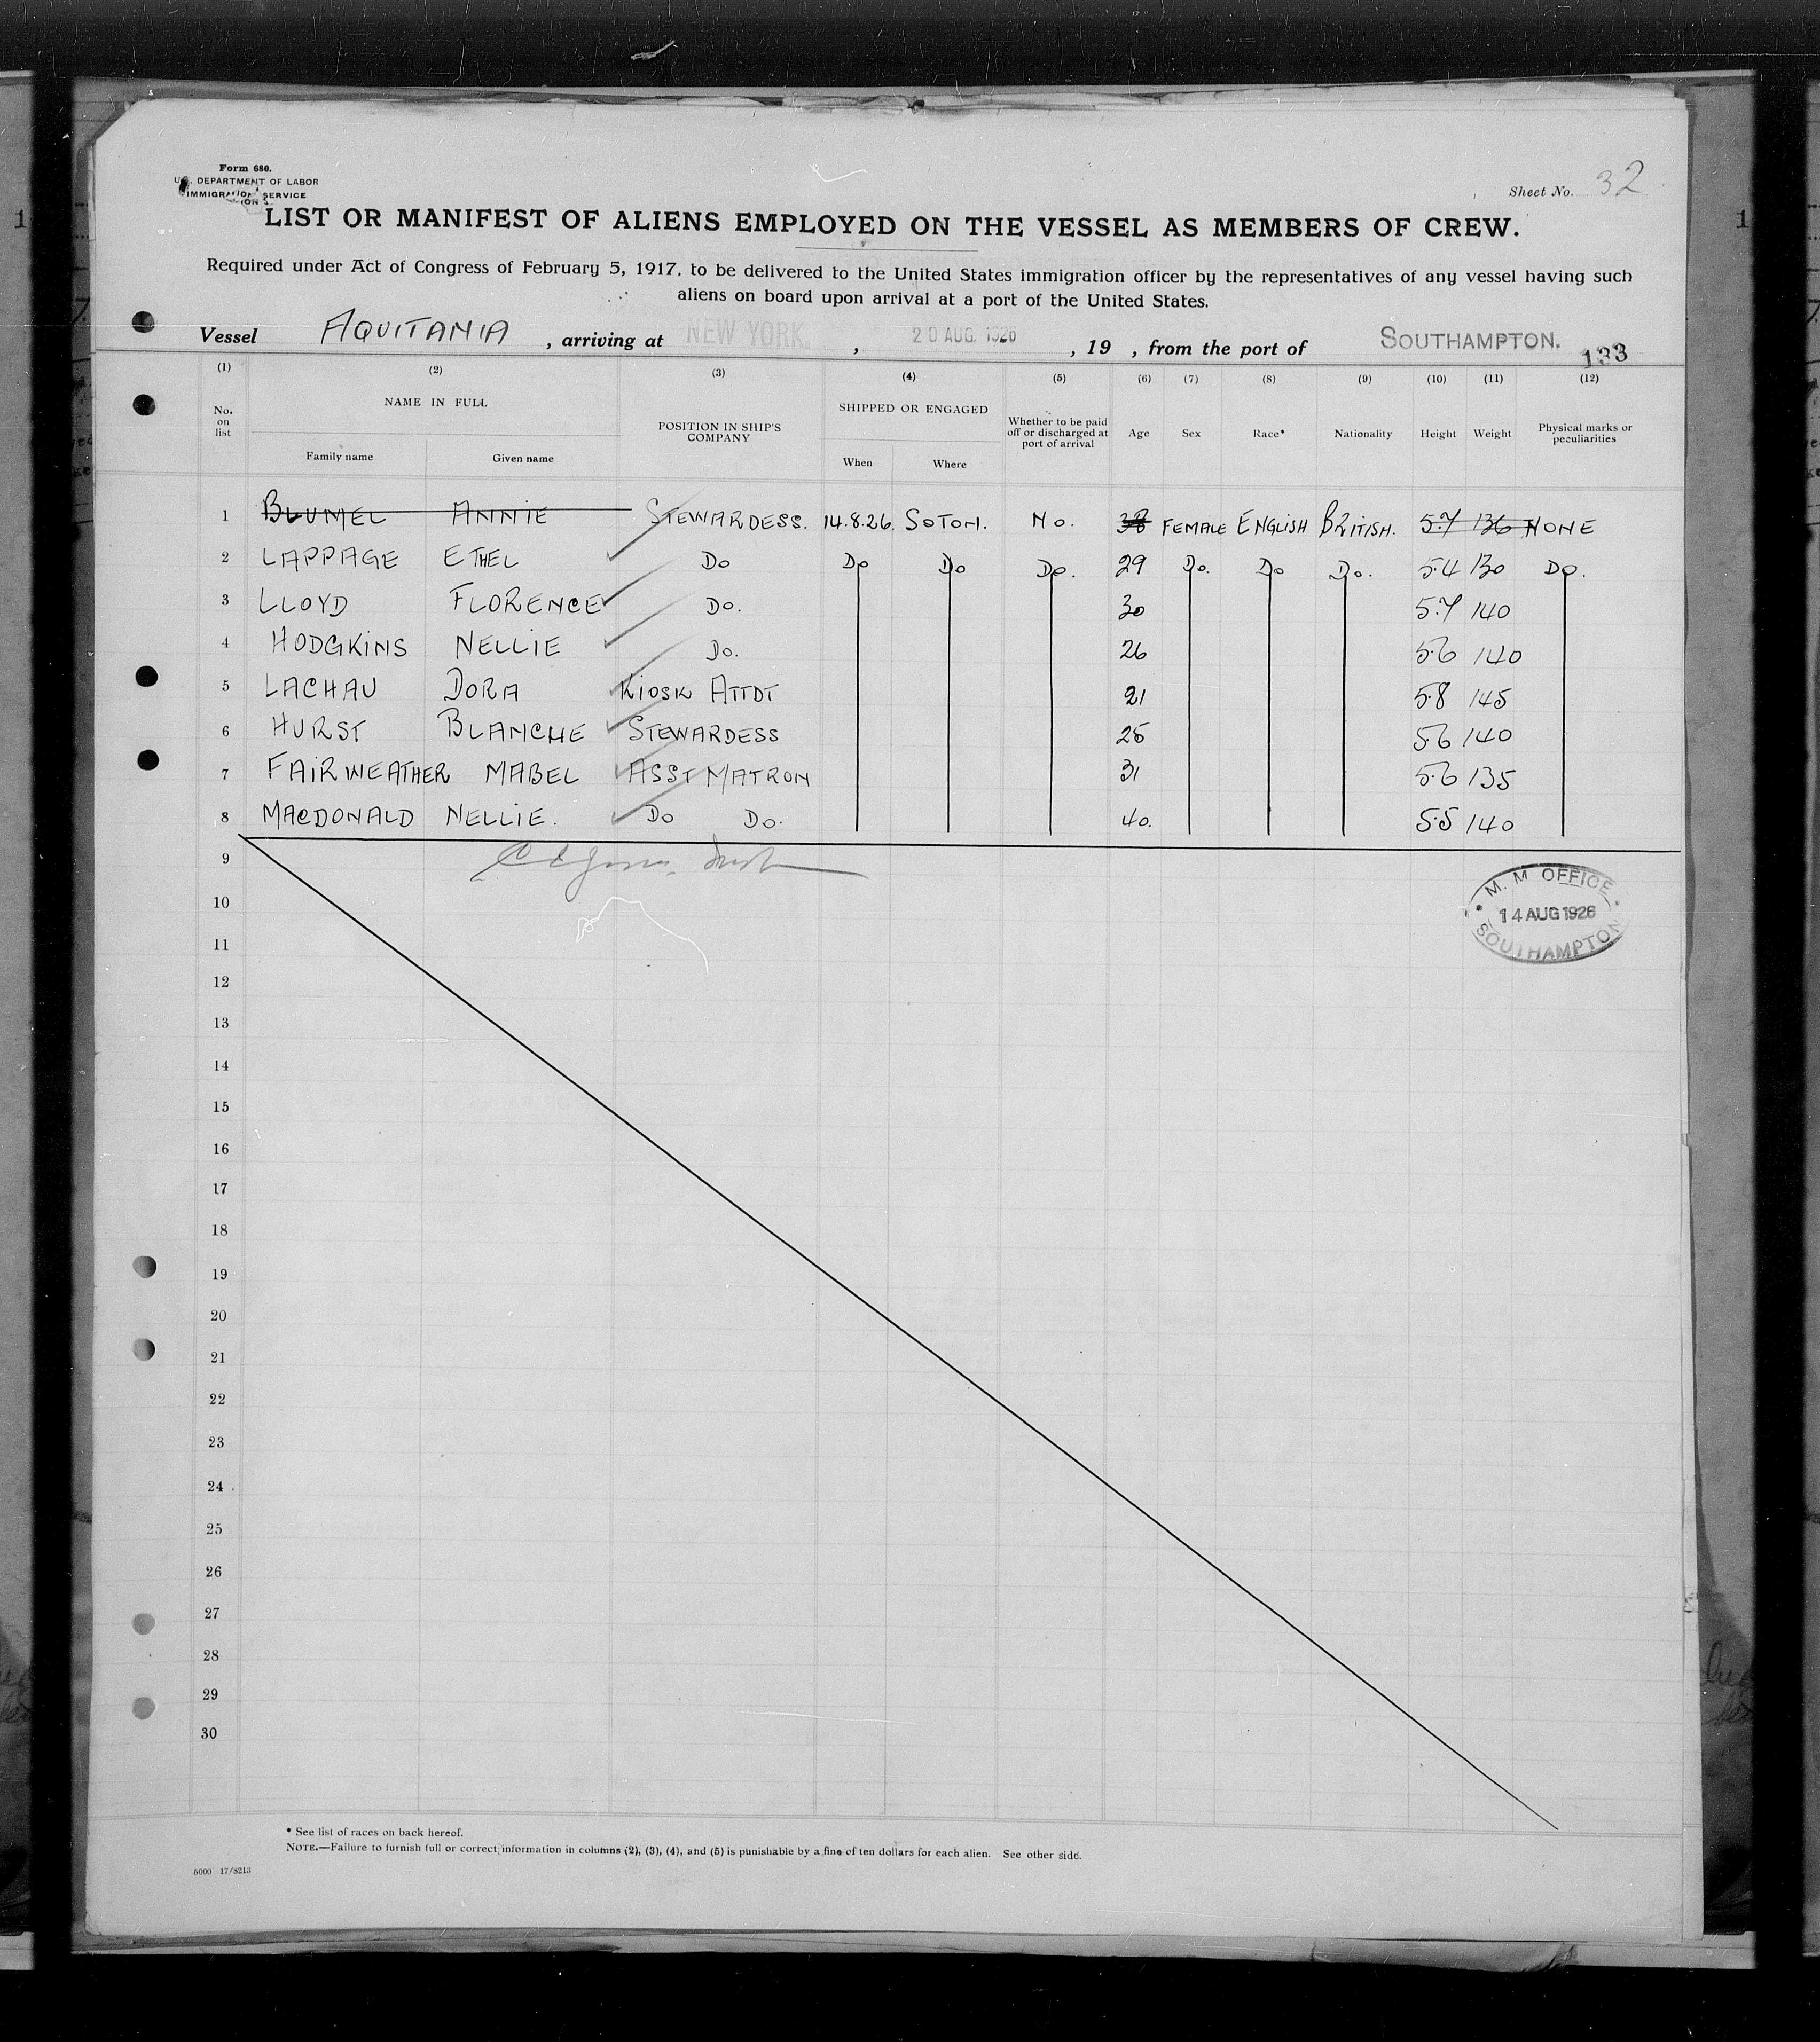 Form 680.
U.S. DEPARTMENT OF LABOR
IMMIGRATION SERVICE
Sheet No. 32
LIST OR MANIFEST OF ALIENS EMPLOYED ON THE VESSEL AS MEMBERS OF CREW.
Required under Act of Congress of February 5, 1917, to be delivered to the United States immigration officer by the representatives of any vessel having such
aliens on board upon arrival at a port of the United States.
Vessel AQUITANIA, arriving at NEW YORK., 20 AUG. 1926, 19 , from the port of SOUTHAMPTON.
133
(1) (2) (3) (4) (5) (6) (7) (8) (9) (10) (11) (12)
No. on list NAME IN FULL Family name Given name POSITION IN SHIP'S COMPANY SHIPPED OR ENGAGED When Where Whether to be paid off or discharged at port of arrival Age Sex Race* Nationality Height Weight Physical marks or peculiarities
1 BLUMEL ANNIE STEWARDESS. 14.8.26. SOTON. No. 38 FEMALE ENGLISH BRITISH. 5.7 136 NONE
2 LAPPAGE ETHEL Do Do Do Do. 29 Do. Do Do. 5.4 130 Do.
3 LLOYD FLORENCE Do. 30 5.7 140
4 HODGKINS NELLIE Do. 26 5.6 140
5 LACHAU DORA KIOSK ATTDT 21 5.8 145
6 HURST BLANCHE STEWARDESS 25 5.6 140
7 FAIRWEATHER MABEL ASST MATRON 31 5.6 135
8 MACDONALD NELLIE. Do Do. 40. 5.5 140
9
10
11
12
13
14
15
16
17
18
19
20
21
22
23
24
25
26
27
28
29
30
M. M. OFFICE
14 AUG 1926
SOUTHAMPTON
* See list of races on back hereof.
NOTE.—Failure to furnish full or correct information in columns (2), (3), (4), and (5) is punishable by a fine of ten dollars for each alien. See other side.
5000 17/8213